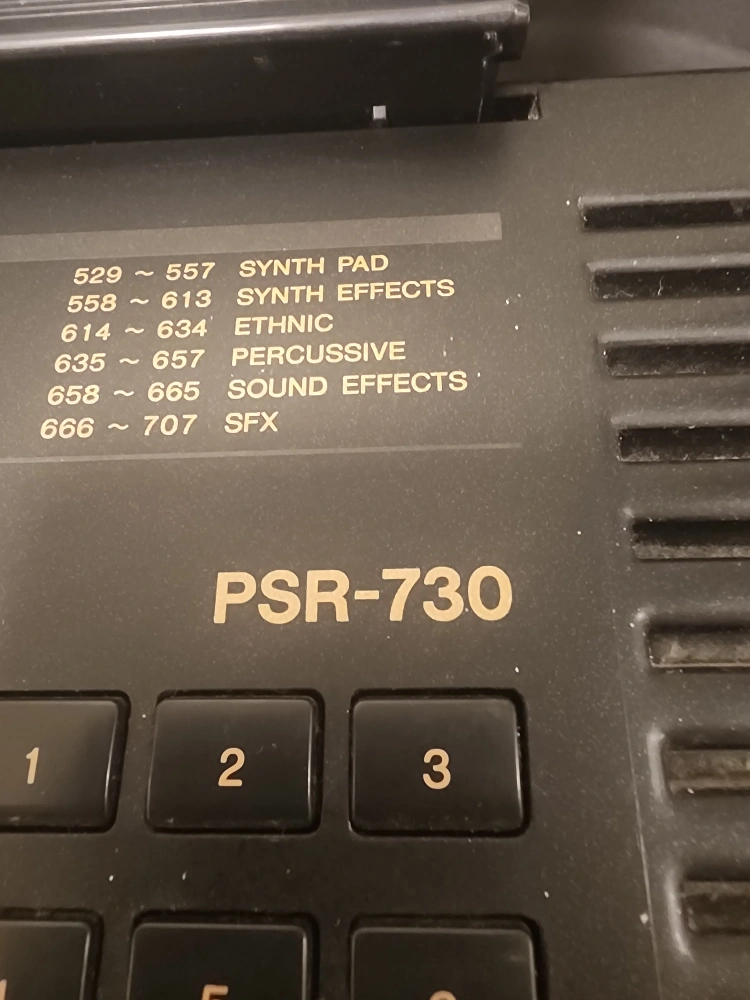 529 ~ 557 SYNTH PAD
558 ~ 613 SYNTH EFFECTS
614 ~ 634 ETHNIC
635 ~ 657 PERCUSSIVE
658 ~ 665 SOUND EFFECTS
666 ~ 707 SFX
PSR-730
1 2 3